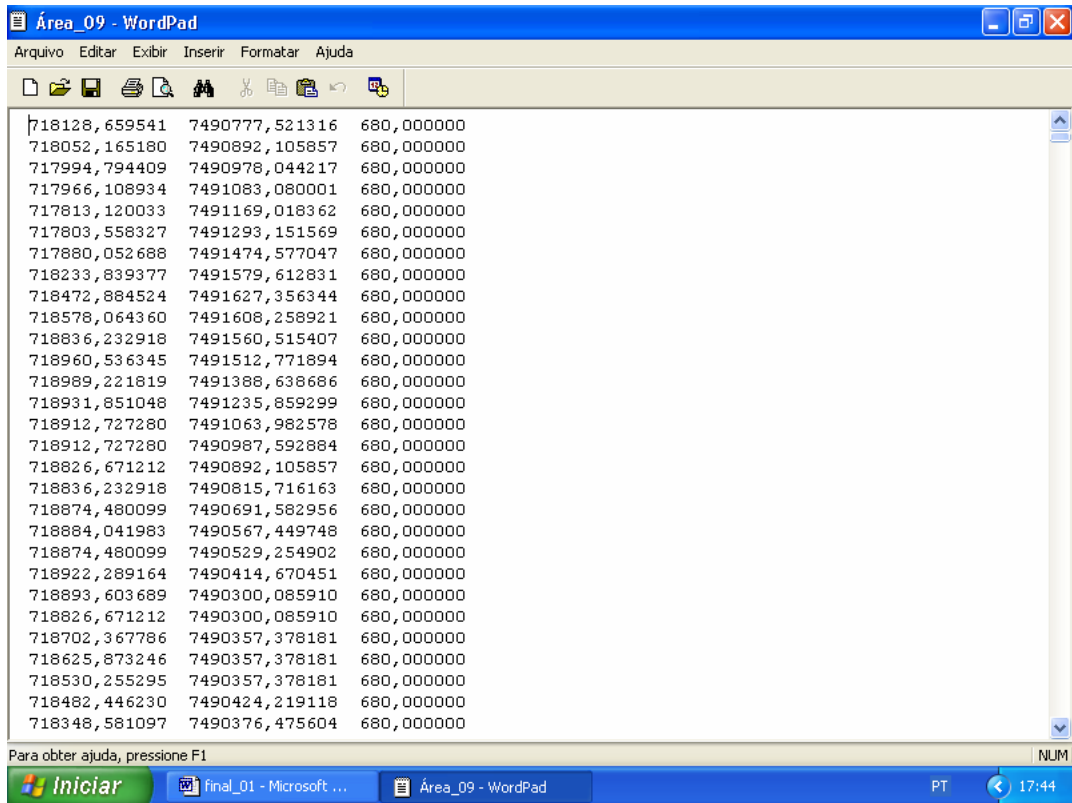 Área_09 - WordPad
Arquivo Editar Exibir Inserir Formatar Ajuda
718128,659541 7490777,521316 680,000000
718052,165180 7490892,105857 680,000000
717994,794409 7490978,044217 680,000000
717966,108934 7491083,080001 680,000000
717813,120033 7491169,018362 680,000000
717803,558327 7491293,151569 680,000000
717880,052688 7491474,577047 680,000000
718233,839377 7491579,612831 680,000000
718472,884524 7491627,356344 680,000000
718578,064360 7491608,258921 680,000000
718836,232918 7491560,515407 680,000000
718960,536345 7491512,771894 680,000000
718989,221819 7491388,638686 680,000000
718931,851048 7491235,859299 680,000000
718912,727280 7491063,982578 680,000000
718912,727280 7490987,592884 680,000000
718826,671212 7490892,105857 680,000000
718836,232918 7490815,716163 680,000000
718874,480099 7490691,582956 680,000000
718884,041983 7490567,449748 680,000000
718874,480099 7490529,254902 680,000000
718922,289164 7490414,670451 680,000000
718893,603689 7490300,085910 680,000000
718826,671212 7490300,085910 680,000000
718702,367786 7490357,378181 680,000000
718625,873246 7490357,378181 680,000000
718530,255295 7490357,378181 680,000000
718482,446230 7490424,219118 680,000000
718348,581097 7490376,475604 680,000000
Para obter ajuda, pressione F1 NUM
Iniciar final_01 - Microsoft ... Área_09 - WordPad PT 17:44